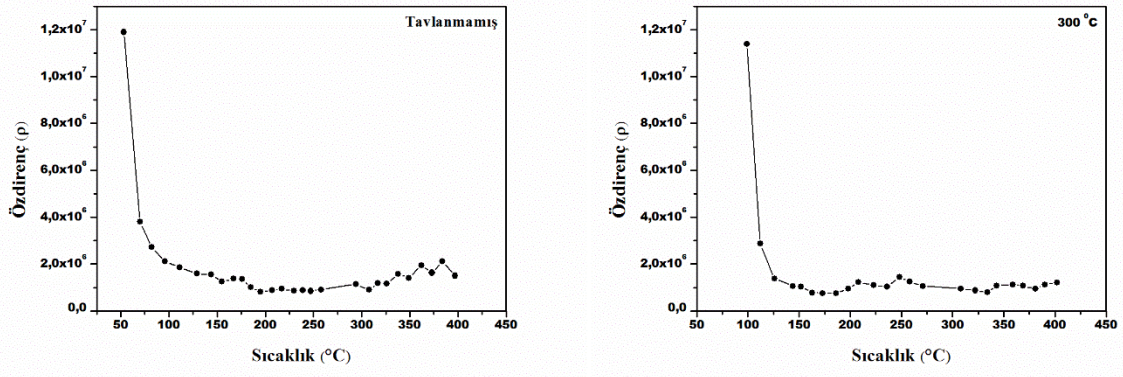 Tavlanmamış
1,2x10⁷
1,0x10⁷
8,0x10⁶
6,0x10⁶
4,0x10⁶
2,0x10⁶
0,0
Özdirenç (ρ)
50 100 150 200 250 300 350 400 450
Sıcaklık (°C)
300 °C
1,2x10⁷
1,0x10⁷
8,0x10⁶
6,0x10⁶
4,0x10⁶
2,0x10⁶
0,0
Özdirenç (ρ)
50 100 150 200 250 300 350 400 450
Sıcaklık (°C)